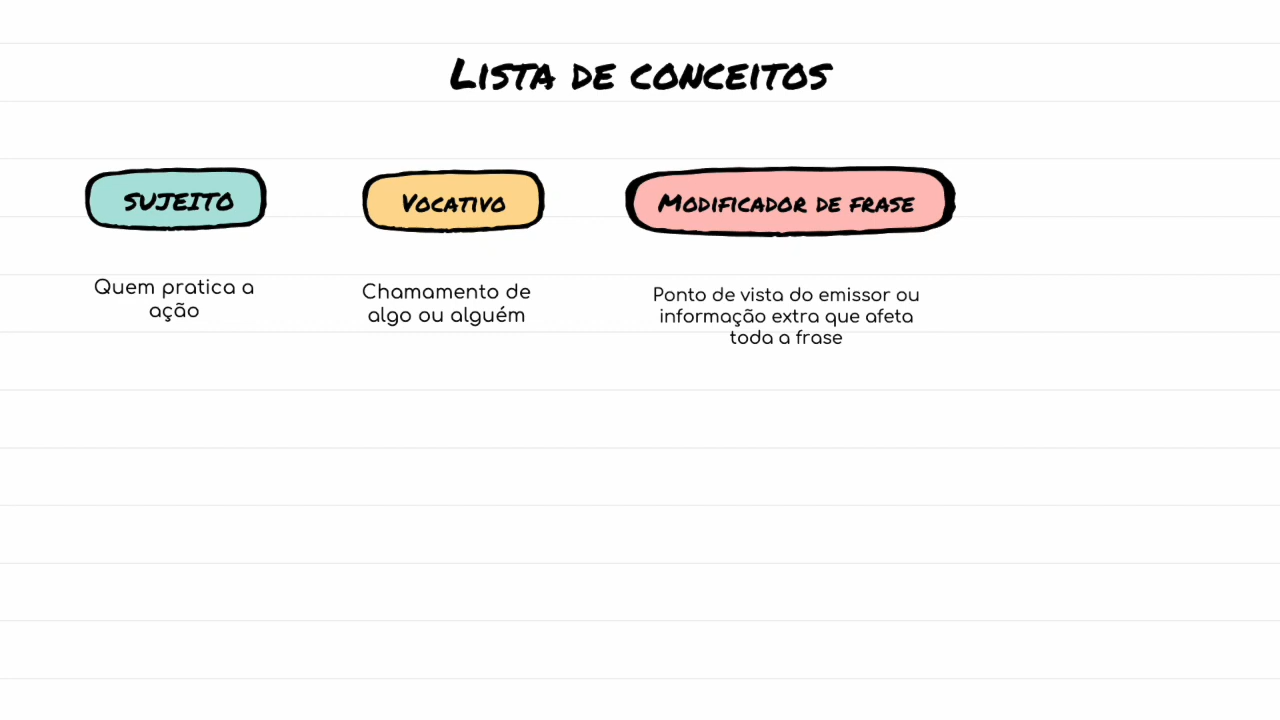 Lista de conceitos
SUJEITO
Vocativo
Modificador de frase
Quem pratica a
ação
Chamamento de
algo ou alguém
Ponto de vista do emissor ou
informação extra que afeta
toda a frase